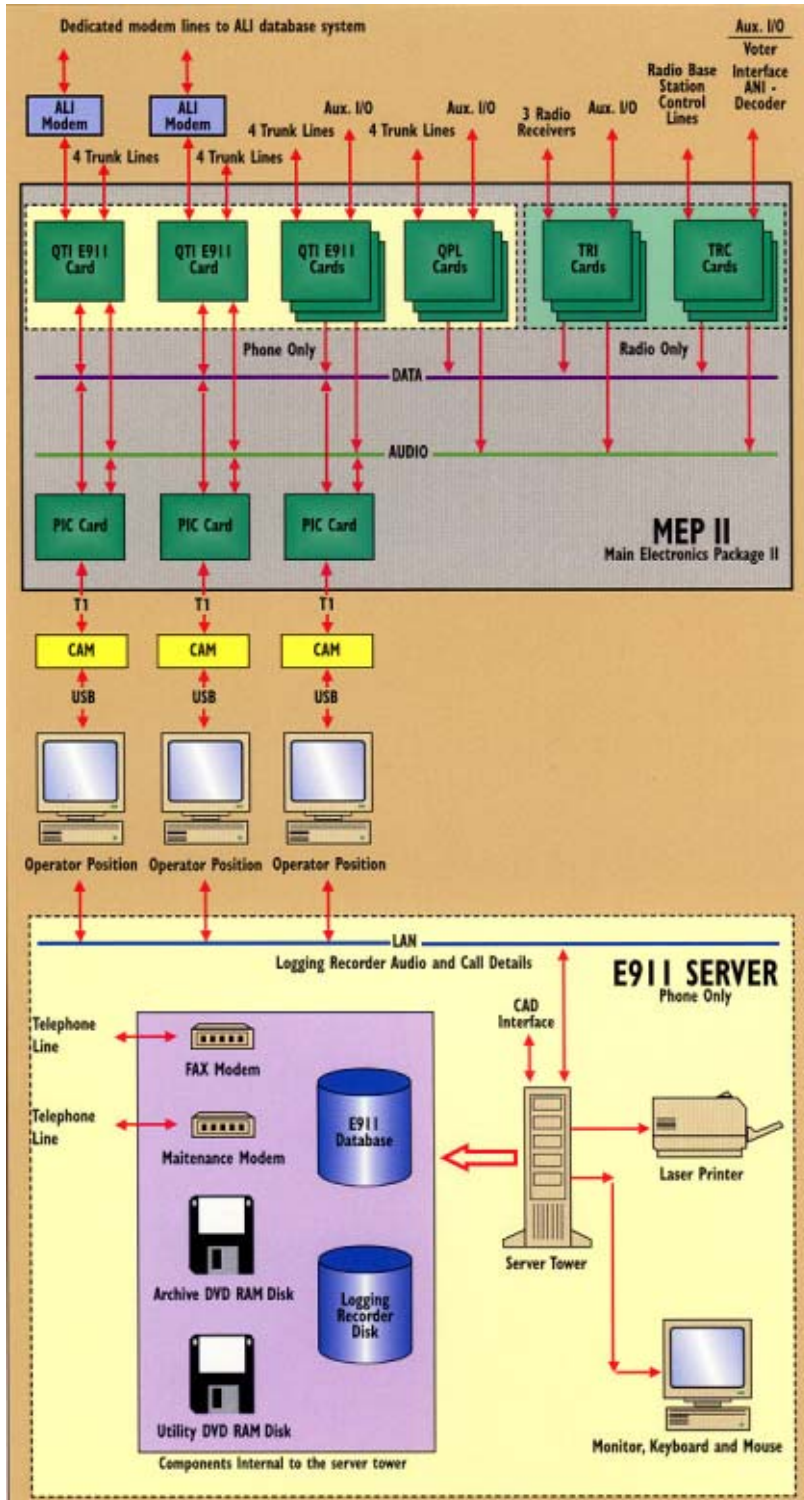 Dedicated modem lines to ALI database system
Aux. I/O
Voter
Interface
ANI -
Decoder
Radio Base
Station
Control
Lines
ALI
Modem
ALI
Modem
Aux. I/O
Aux. I/O
3 Radio
Receivers
Aux. I/O
4 Trunk Lines
4 Trunk Lines
4 Trunk Lines
4 Trunk Lines
QTI E911
Card
QTI E911
Card
QTI E911
Cards
QPL
Cards
TRI
Cards
TRC
Cards
Phone Only
Radio Only
DATA
AUDIO
PIC Card
PIC Card
PIC Card
MEP II
Main Electronics Package II
T1
T1
T1
CAM
CAM
CAM
USB
USB
USB
Operator Position
Operator Position
Operator Position
LAN
Logging Recorder Audio and Call Details
E911 SERVER
Phone Only
CAD
Interface
Telephone
Line
FAX Modem
Telephone
Line
Maitenance Modem
E911
Database
Laser Printer
Server Tower
Archive DVD RAM Disk
Logging
Recorder
Disk
Utility DVD RAM Disk
Monitor, Keyboard and Mouse
Components Internal to the server tower